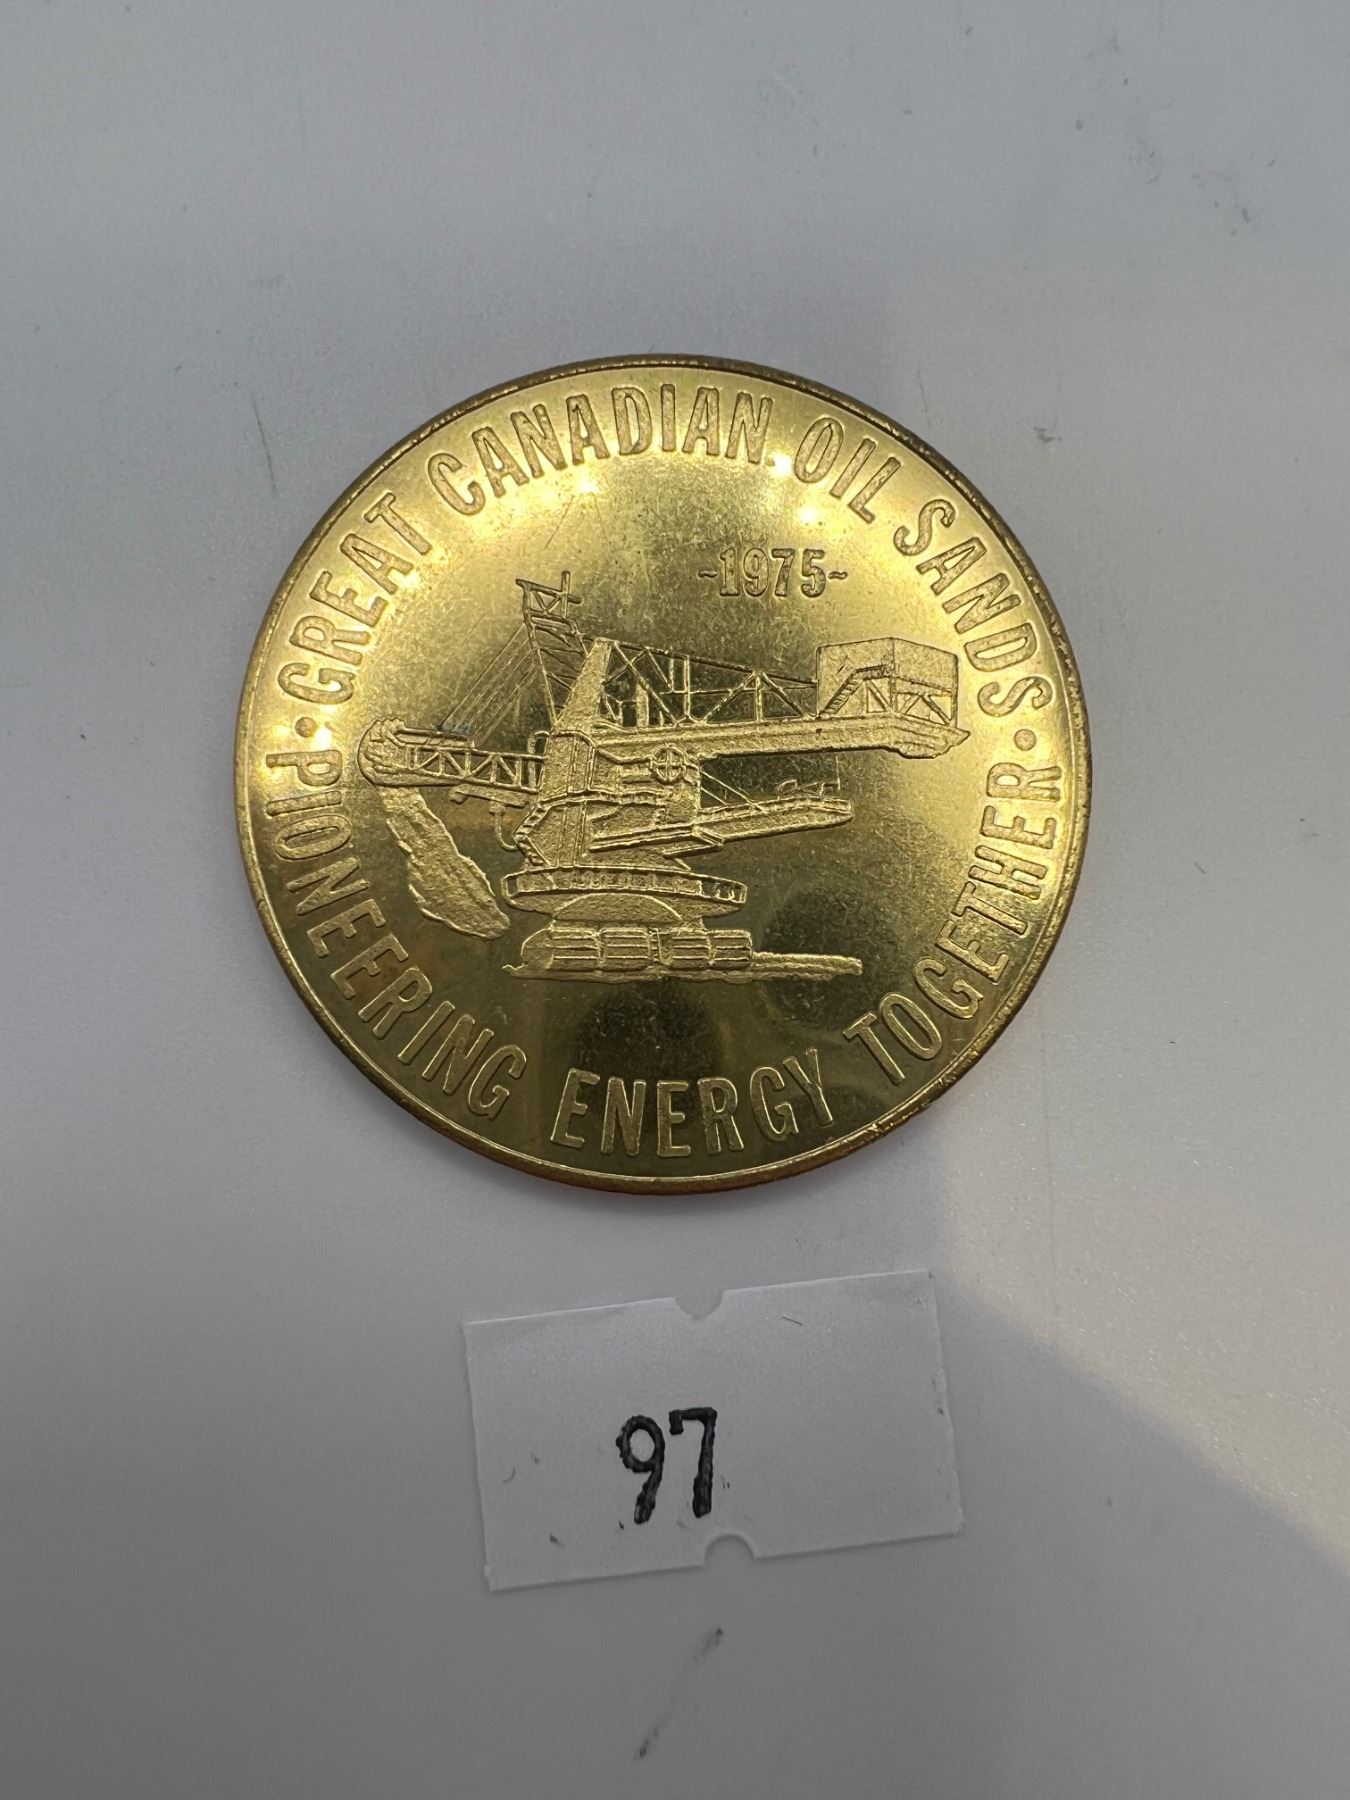 ·GREAT CANADIAN OIL SANDS·
~1975~
PIONEERING ENERGY TOGETHER
97